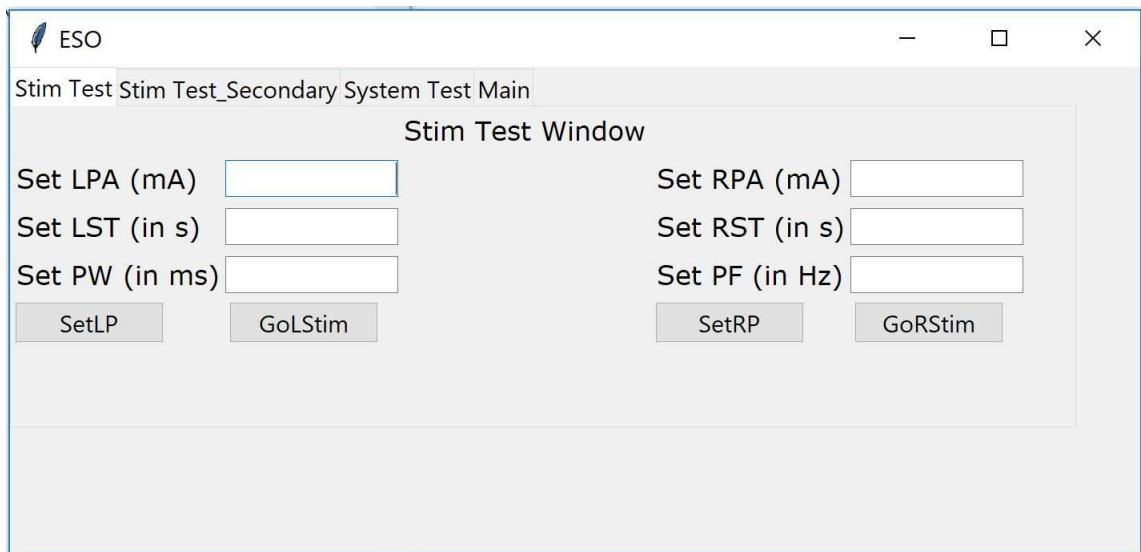 ESO
Stim Test Stim Test_Secondary System Test Main
Stim Test Window
Set LPA (mA) Set RPA (mA)
Set LST (in s) Set RST (in s)
Set PW (in ms) Set PF (in Hz)
SetLP GoLStim SetRP GoRStim